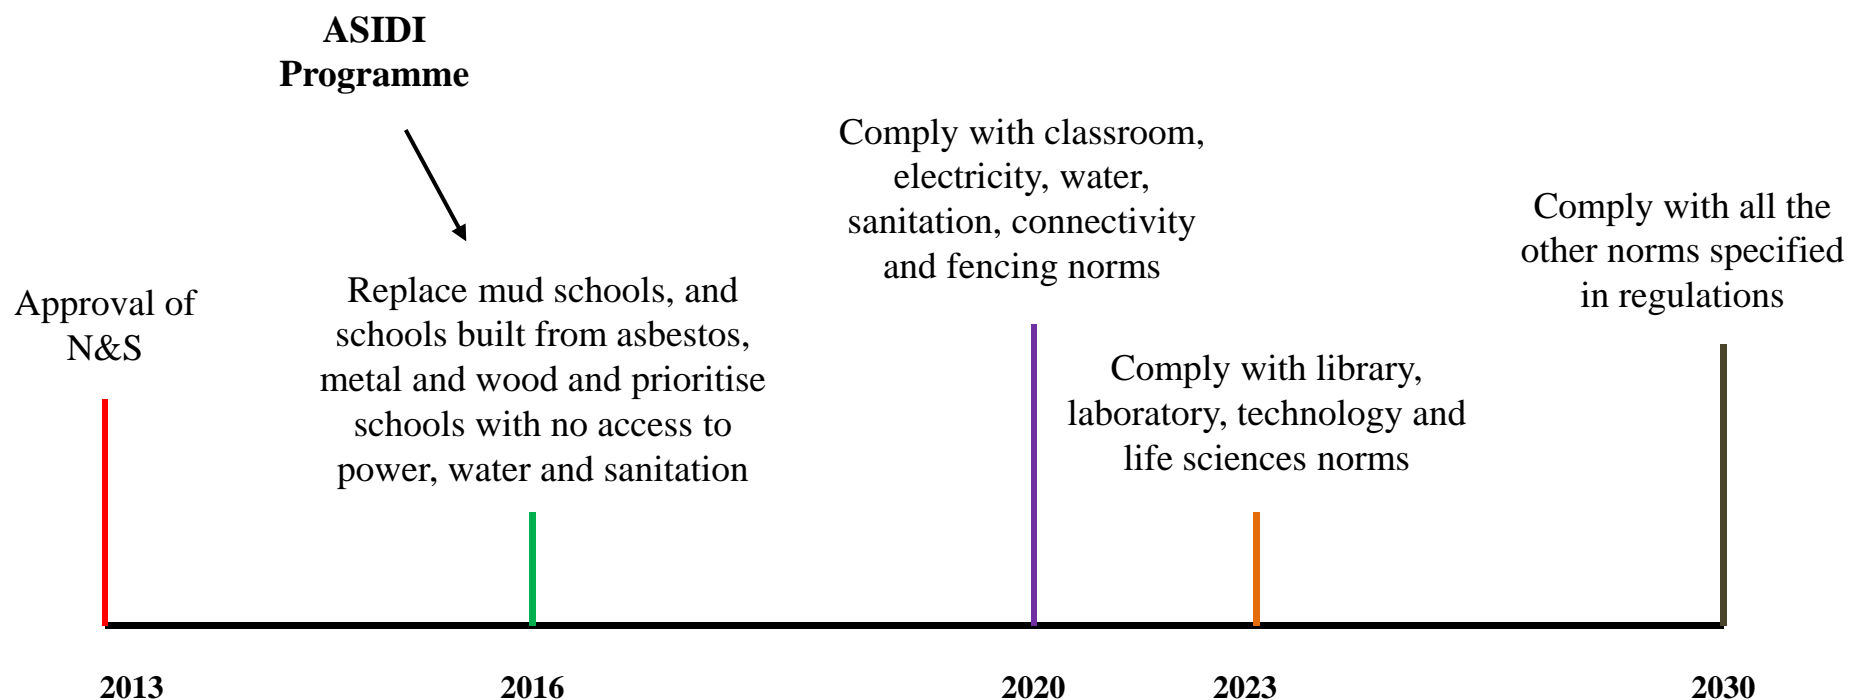 ASIDI
Programme
Approval of
N&S
Replace mud schools, and
schools built from asbestos,
metal and wood and prioritise
schools with no access to
power, water and sanitation
Comply with classroom,
electricity, water,
sanitation, connectivity
and fencing norms
Comply with library,
laboratory, technology and
life sciences norms
Comply with all the
other norms specified
in regulations
2013
2016
2020
2023
2030